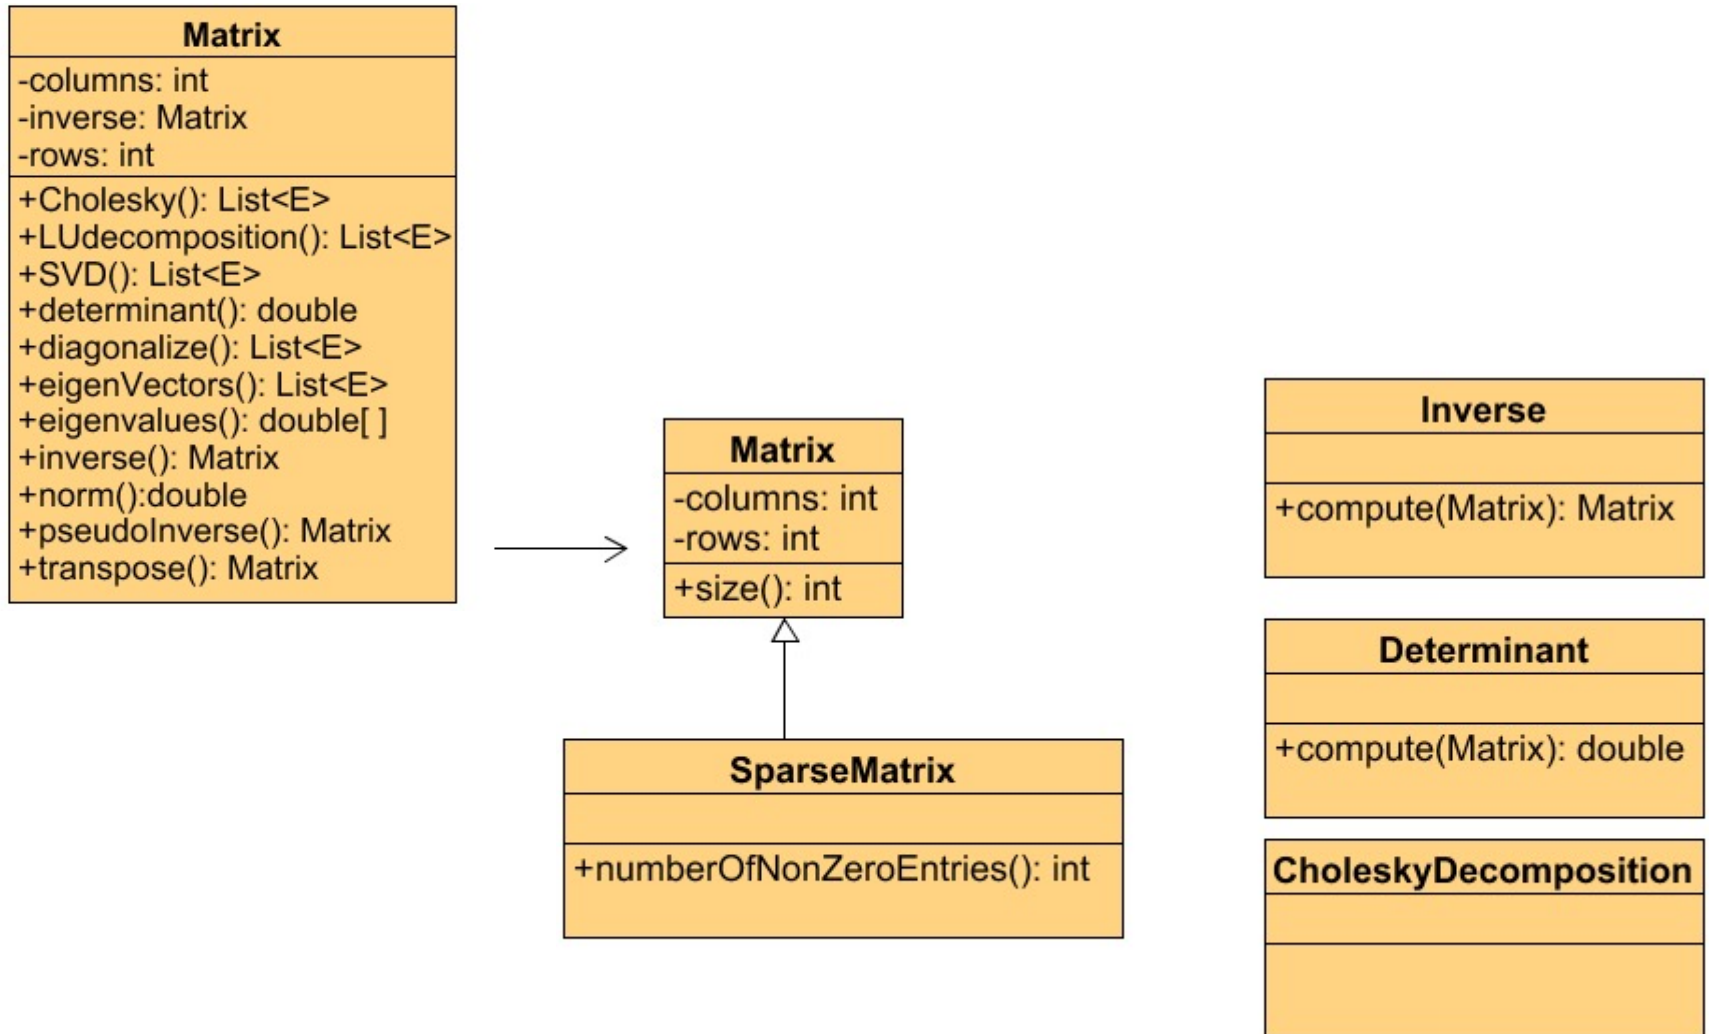 Matrix
-columns: int
-inverse: Matrix
-rows: int
+Cholesky(): List<E>
+LUdecomposition(): List<E>
+SVD(): List<E>
+determinant(): double
+diagonalize(): List<E>
+eigenVectors(): List<E>
+eigenvalues(): double[ ]
+inverse(): Matrix
+norm():double
+pseudoInverse(): Matrix
+transpose(): Matrix
Matrix
-columns: int
-rows: int
+size(): int
SparseMatrix
+numberOfNonZeroEntries(): int
Inverse
+compute(Matrix): Matrix
Determinant
+compute(Matrix): double
CholeskyDecomposition